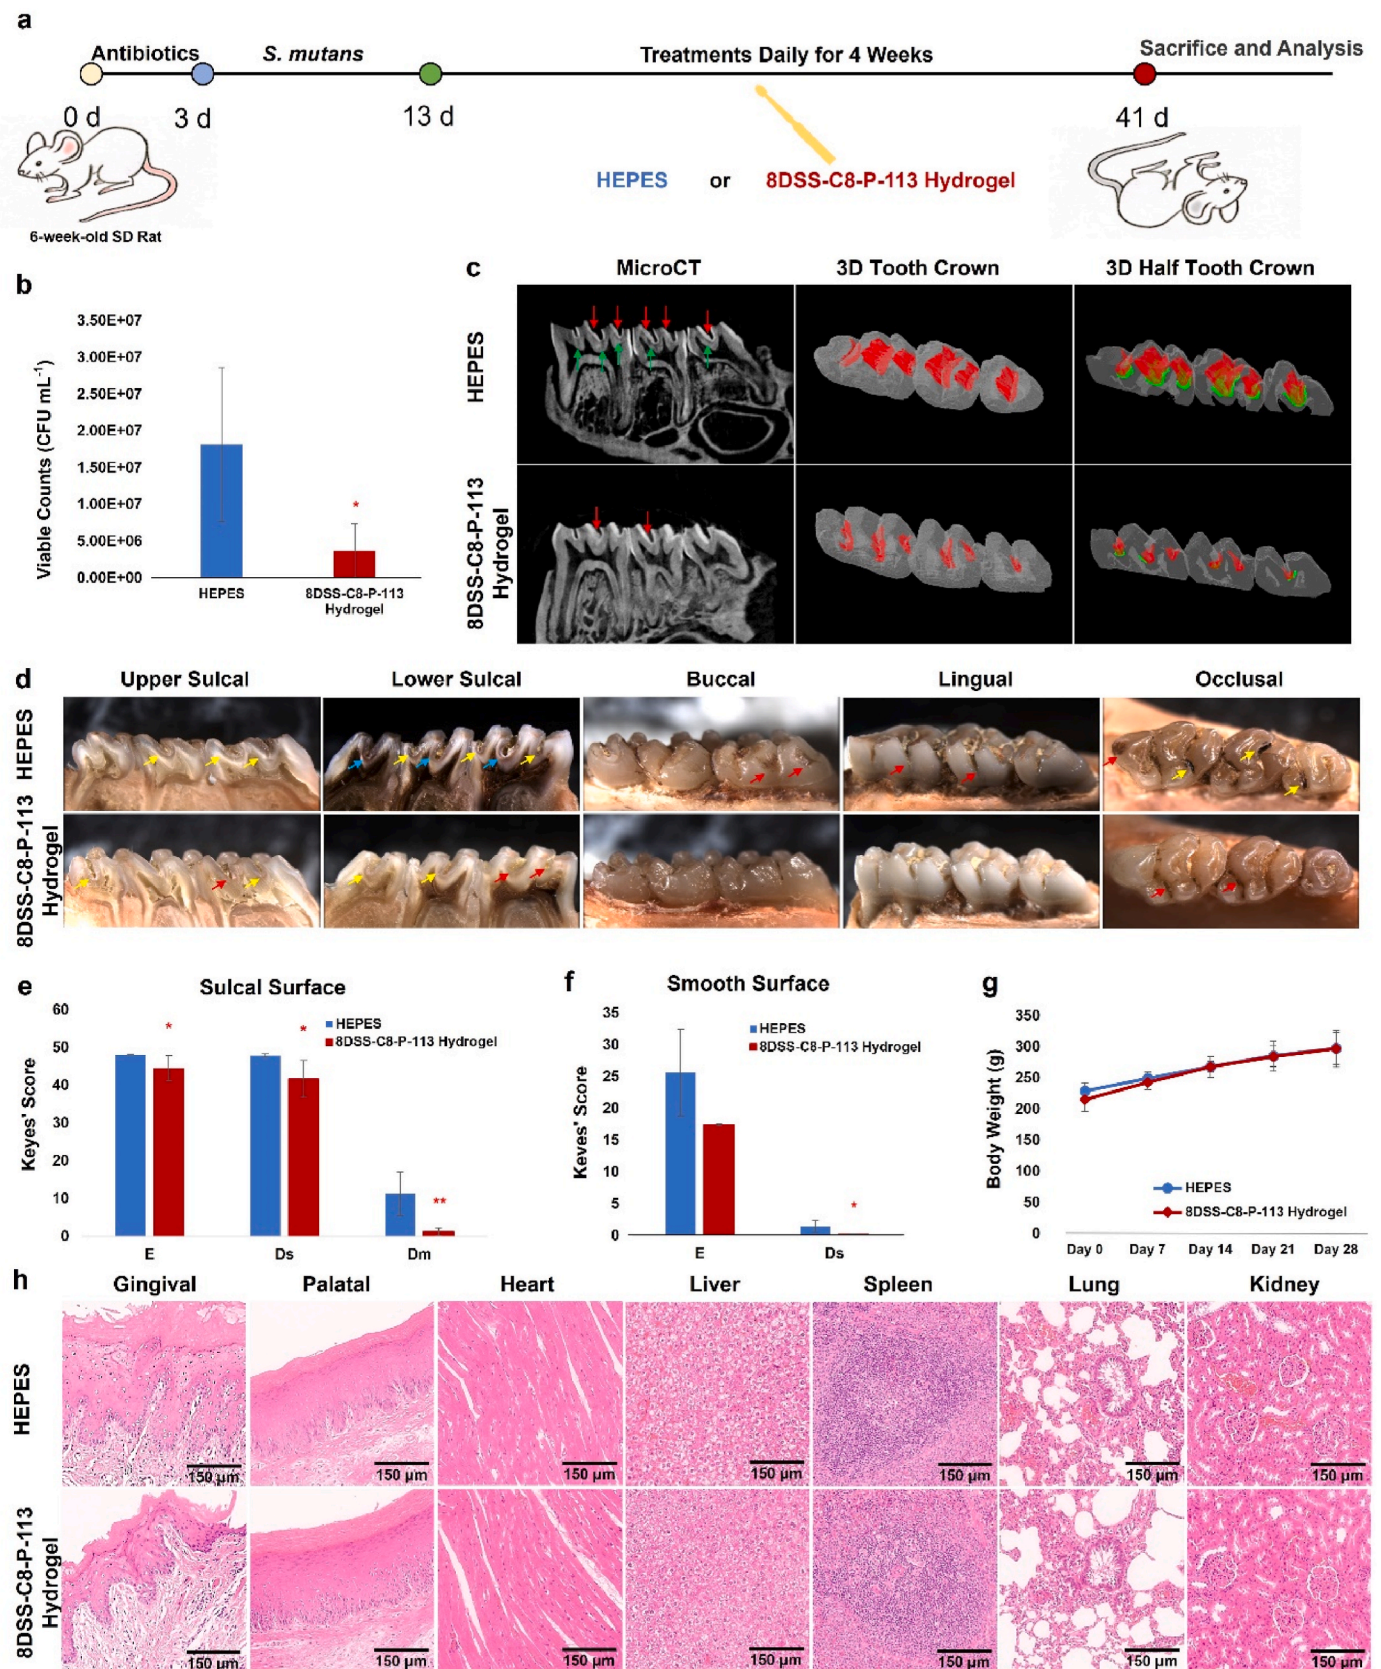 a
Antibiotics
S. mutans
Treatments Daily for 4 Weeks
Sacrifice and Analysis
0 d
3 d
13 d
41 d
HEPES or 8DSS-C8-P-113 Hydrogel
6-week-old SD Rat
b
Viable Counts (CFU mL-1)
3.50E+07
3.00E+07
2.50E+07
2.00E+07
1.50E+07
1.00E+07
5.00E+06
0.00E+00
*
HEPES
8DSS-C8-P-113
Hydrogel
c
MicroCT
3D Tooth Crown
3D Half Tooth Crown
HEPES
8DSS-C8-P-113
Hydrogel
d
Upper Sulcal
Lower Sulcal
Buccal
Lingual
Occlusal
HEPES
8DSS-C8-P-113
Hydrogel
e
Sulcal Surface
Keyes' Score
60
50
40
30
20
10
0
HEPES
8DSS-C8-P-113 Hydrogel
*
*
**
E
Ds
Dm
f
Smooth Surface
Keves' Score
35
30
25
20
15
10
5
0
HEPES
8DSS-C8-P-113 Hydrogel
*
E
Ds
g
Body Weight (g)
350
300
250
200
150
100
50
0
HEPES
8DSS-C8-P-113 Hydrogel
Day 0
Day 7
Day 14
Day 21
Day 28
h
Gingival
Palatal
Heart
Liver
Spleen
Lung
Kidney
HEPES
150 µm
150 µm
150 µm
150 µm
150 µm
150 µm
150 µm
8DSS-C8-P-113
Hydrogel
150 µm
150 µm
150 µm
150 µm
150 µm
150 µm
150 µm